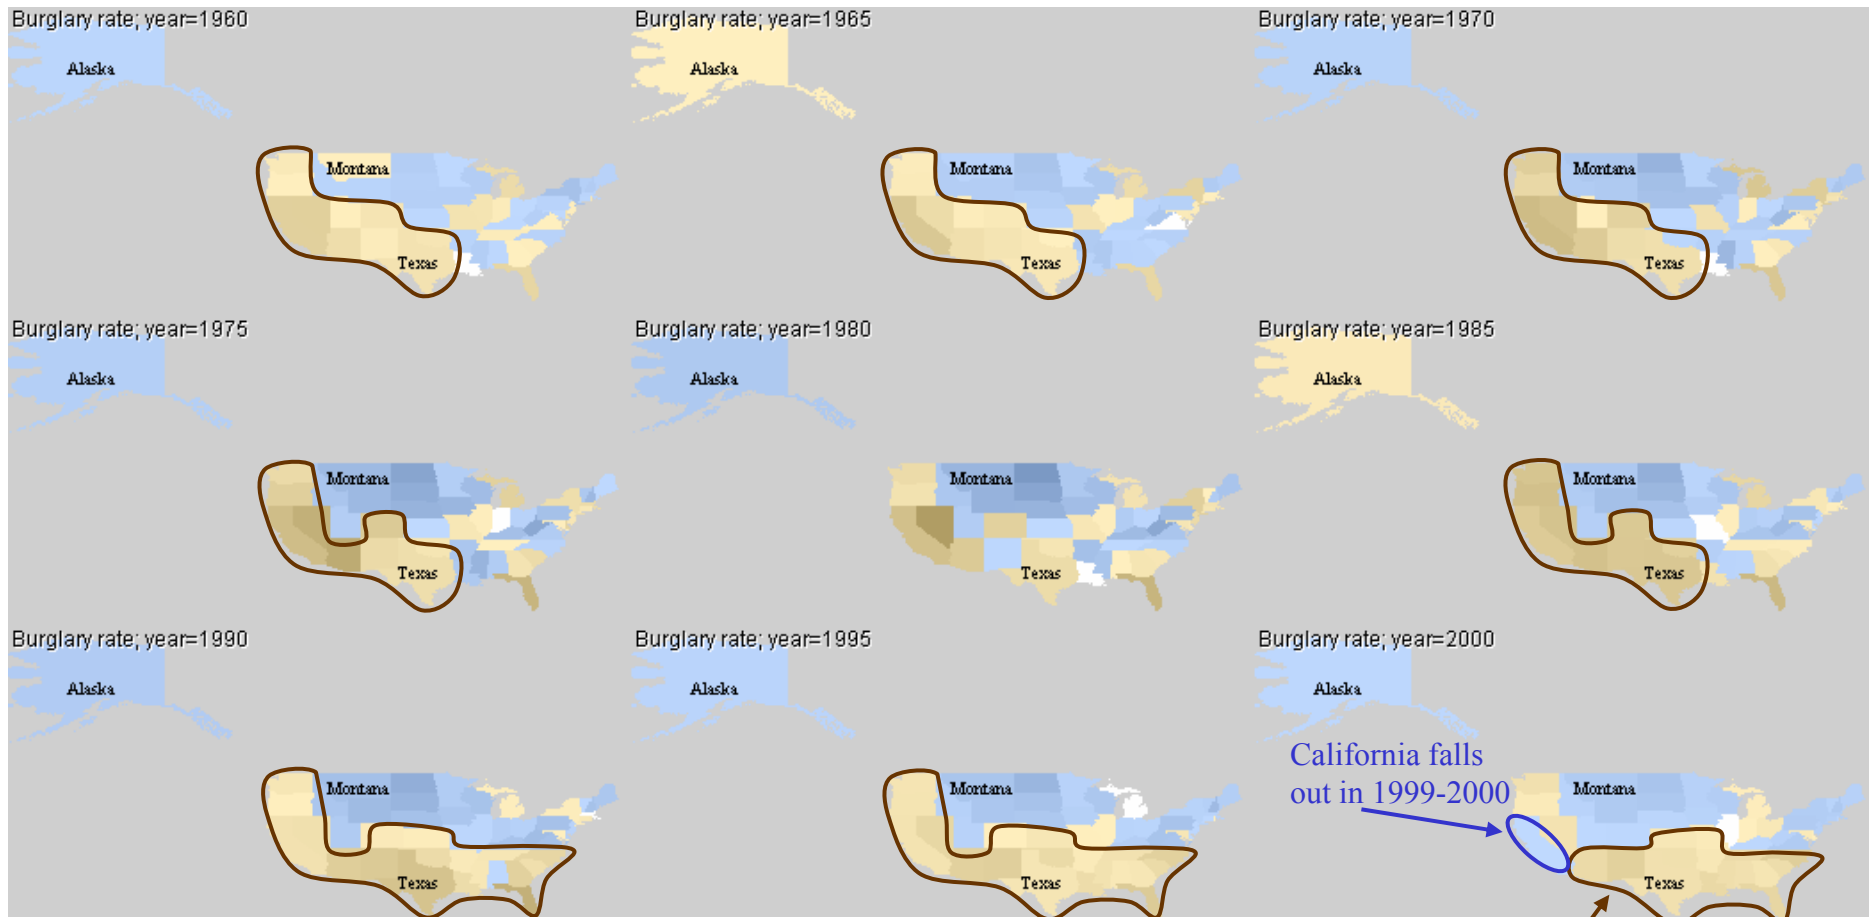 Burglary rate; year=1960
Alaska
Montana
Texas
Burglary rate; year=1965
Alaska
Montana
Texas
Burglary rate; year=1970
Alaska
Montana
Texas
Burglary rate; year=1975
Alaska
Montana
Texas
Burglary rate; year=1980
Alaska
Montana
Texas
Burglary rate; year=1985
Alaska
Montana
Texas
Burglary rate; year=1990
Alaska
Montana
Texas
Burglary rate; year=1995
Alaska
Montana
Texas
Burglary rate; year=2000
Alaska
California falls
out in 1999-2000
Montana
Texas